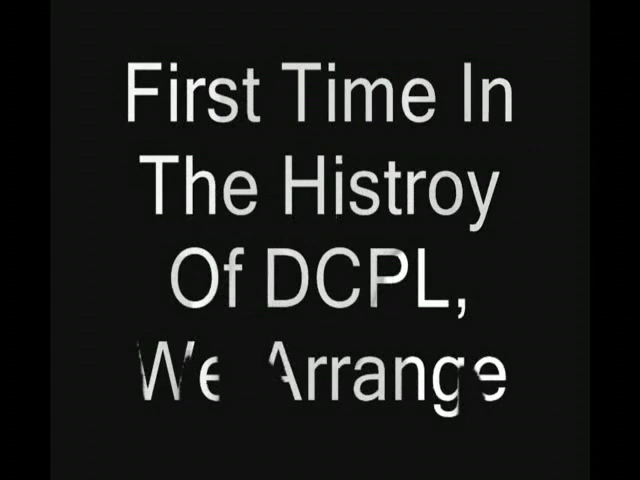 First Time In
The Histroy
Of DCPL,
We Arrange